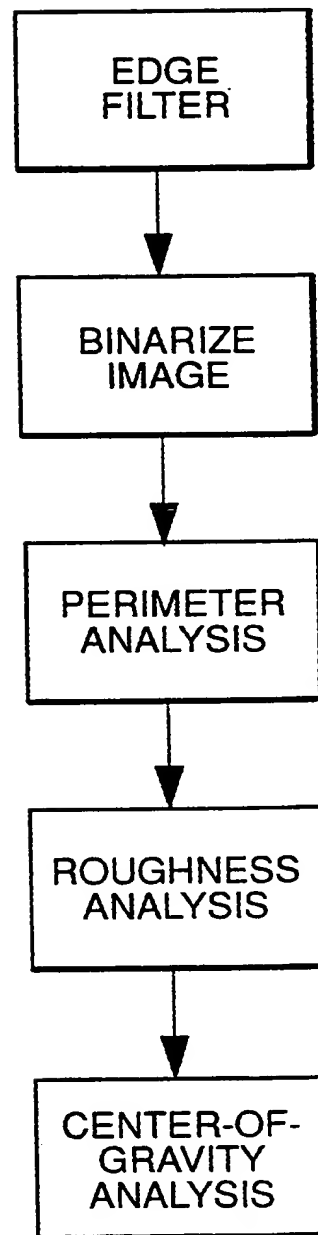 EDGE
FILTER
BINARIZE
IMAGE
PERIMETER
ANALYSIS
ROUGHNESS
ANALYSIS
CENTER-OF-
GRAVITY
ANALYSIS